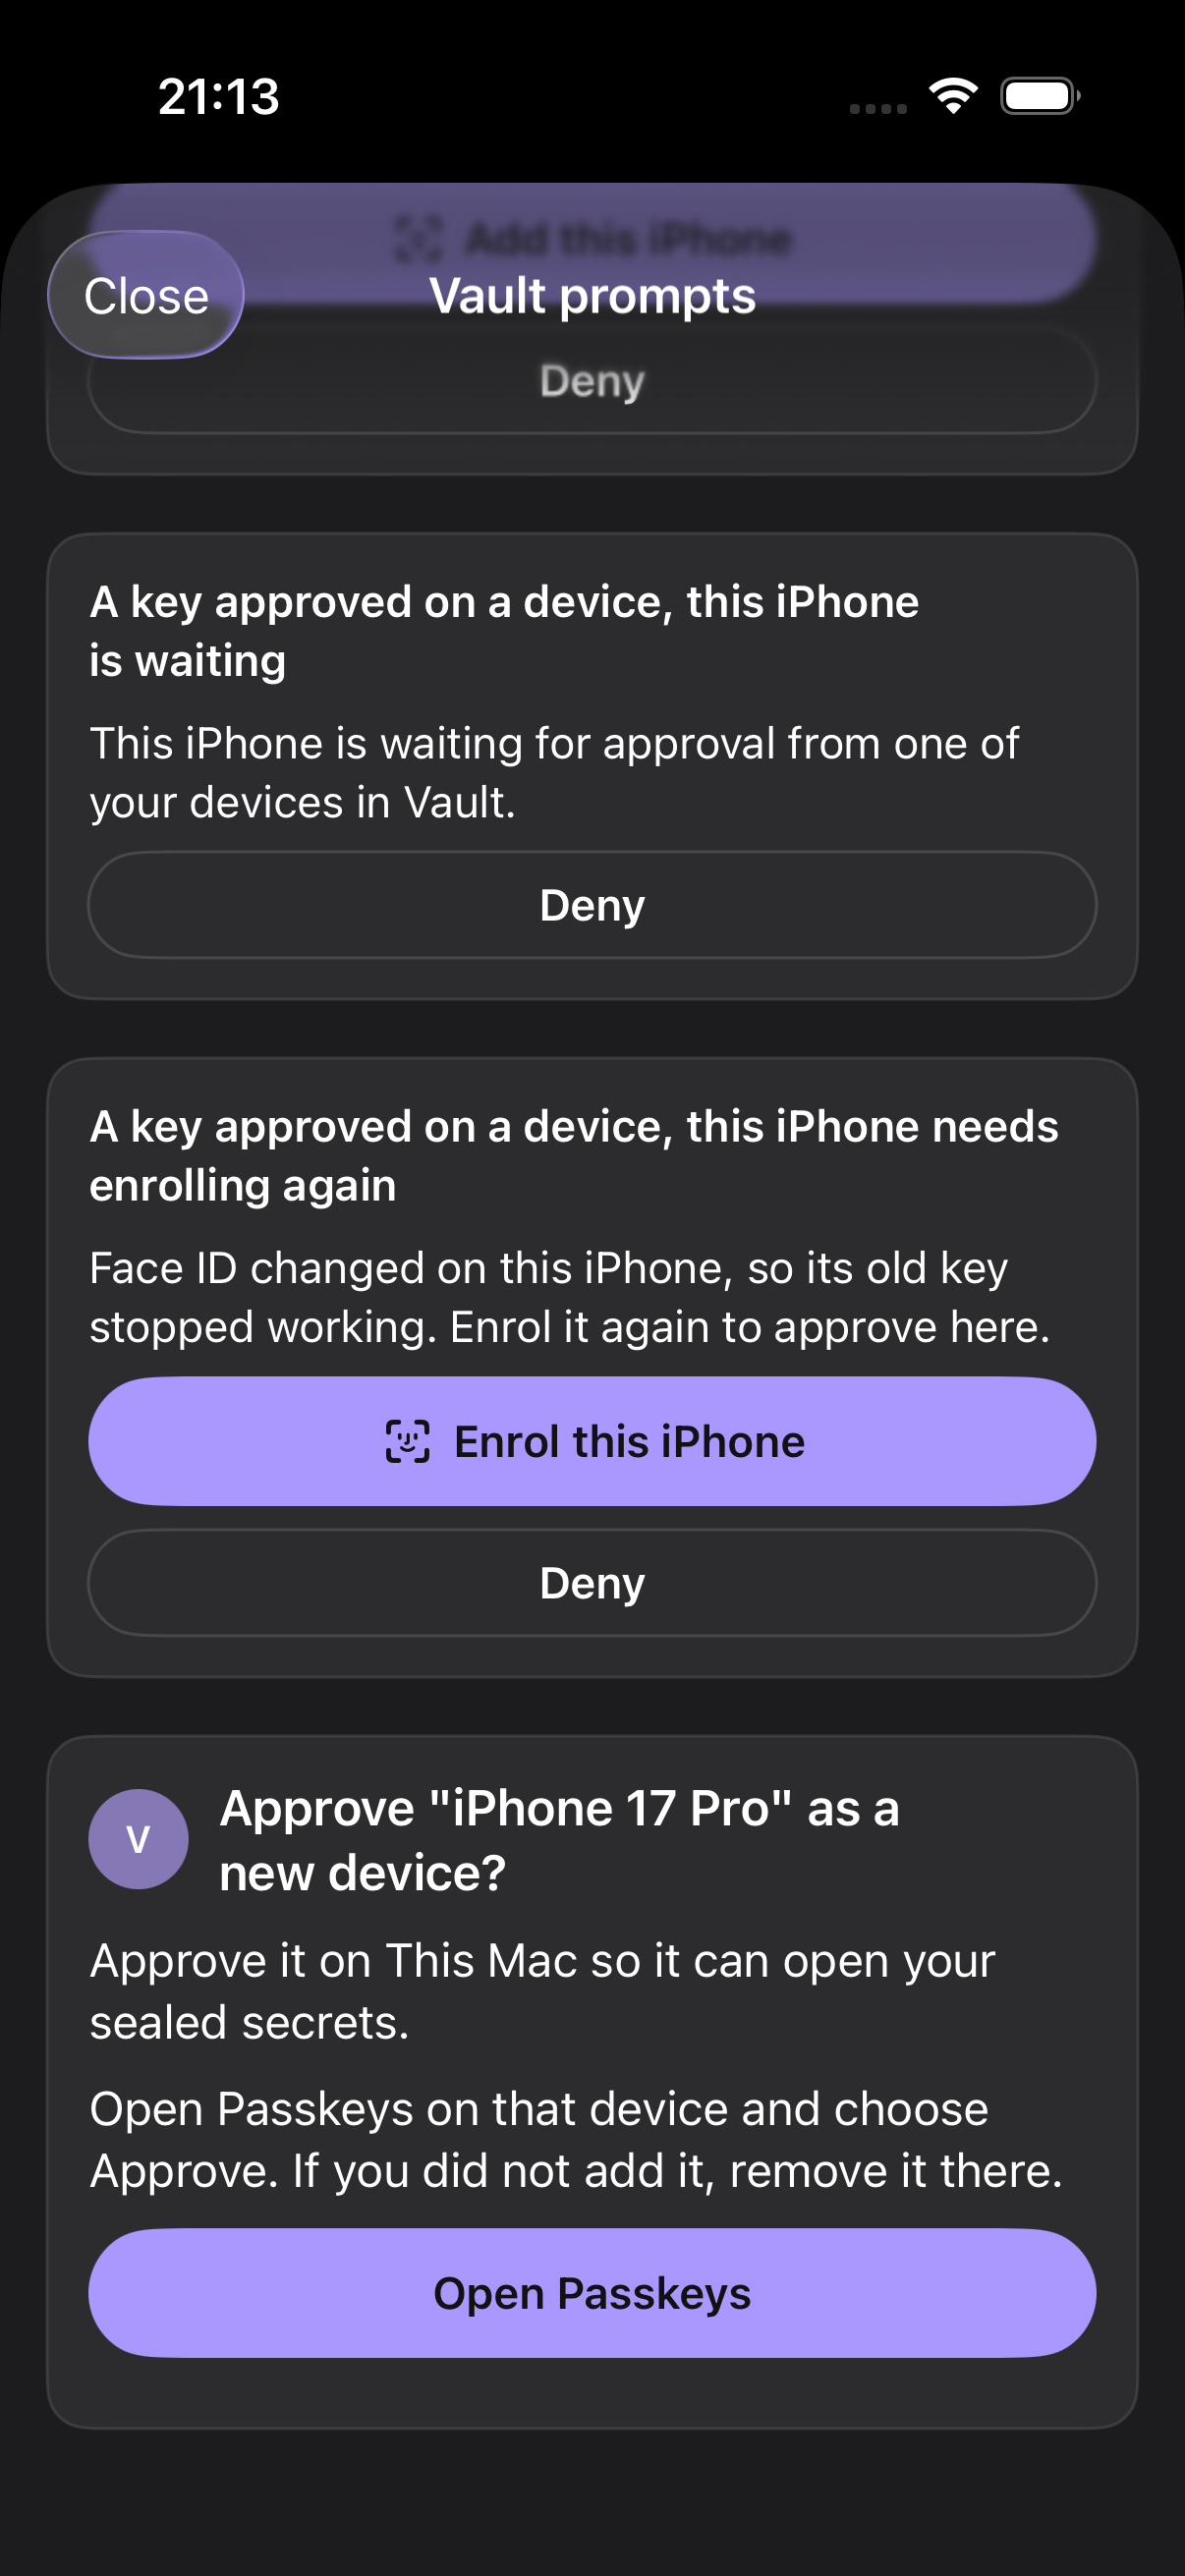 21:13
Add this iPhone
Close
Vault prompts
Deny
A key approved on a device, this iPhone
is waiting
This iPhone is waiting for approval from one of
your devices in Vault.
Deny
A key approved on a device, this iPhone needs
enrolling again
Face ID changed on this iPhone, so its old key
stopped working. Enrol it again to approve here.
Enrol this iPhone
Deny
V
Approve "iPhone 17 Pro" as a
new device?
Approve it on This Mac so it can open your
sealed secrets.
Open Passkeys on that device and choose
Approve. If you did not add it, remove it there.
Open Passkeys